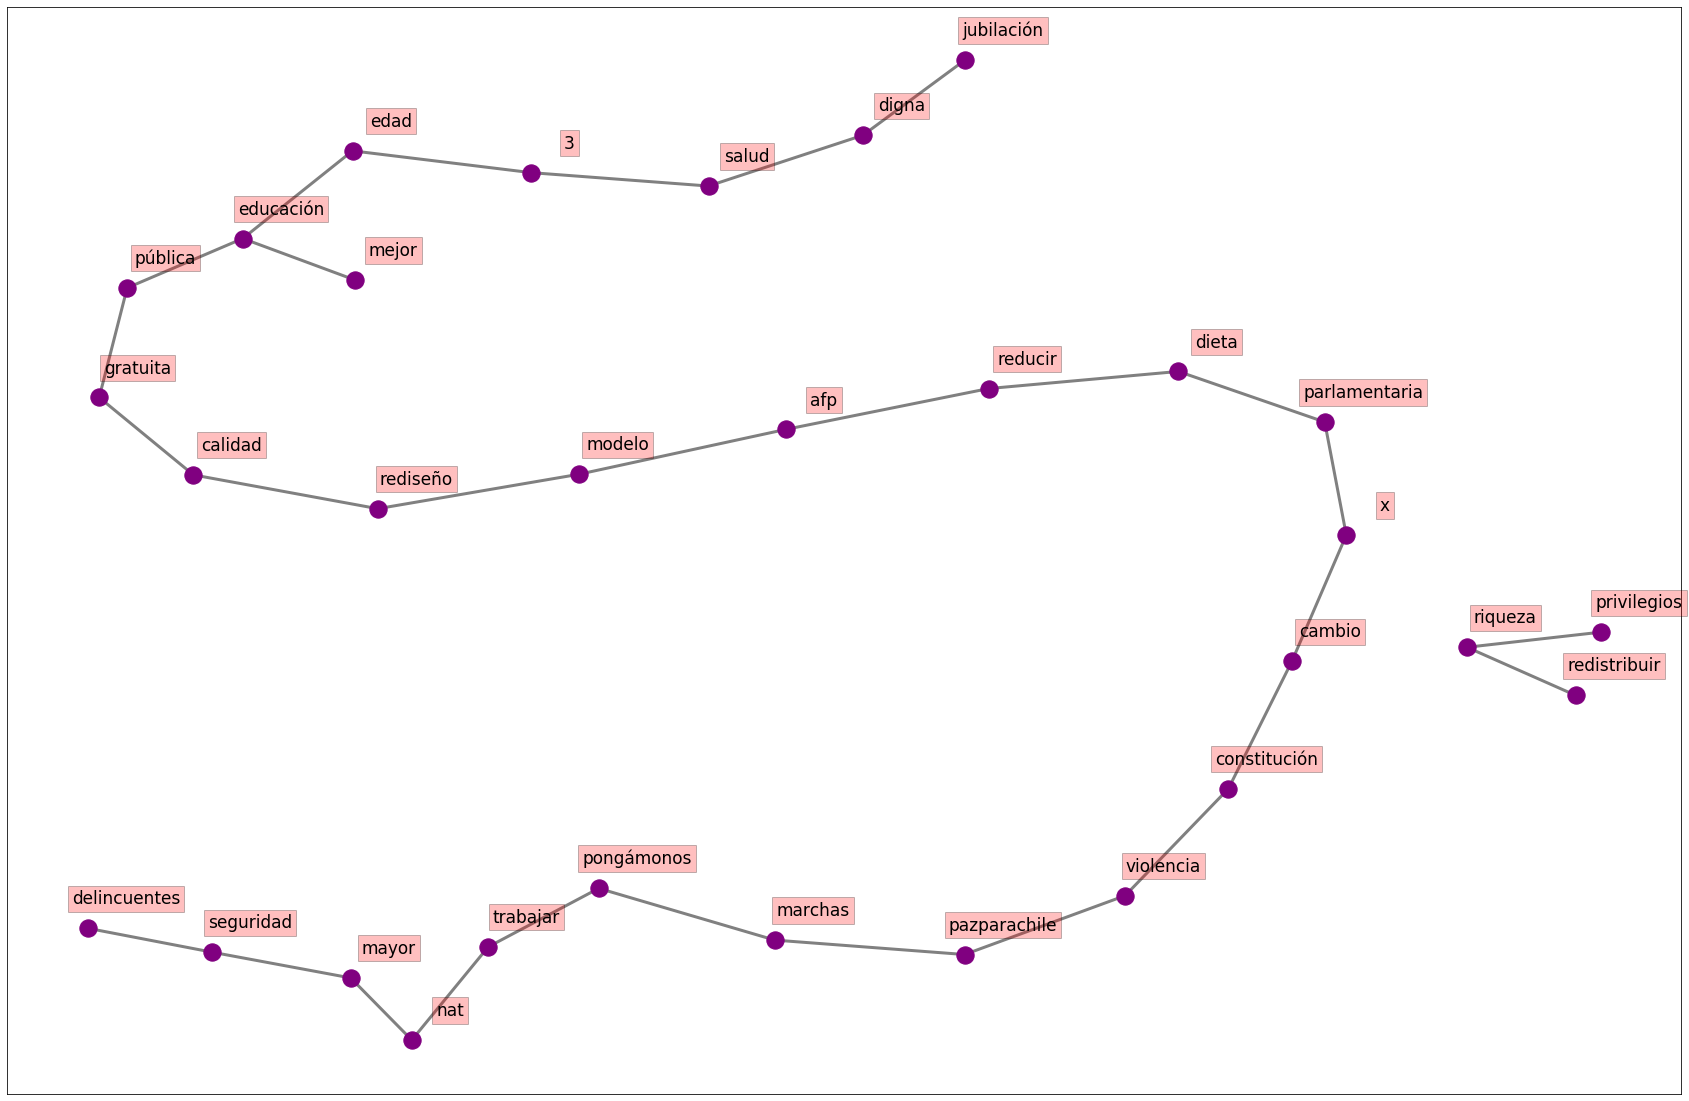 jubilación
digna
edad
3
salud
educación
mejor
pública
gratuita
dieta
reducir
parlamentaria
afp
modelo
calidad
rediseño
x
privilegios
riqueza
cambio
redistribuir
constitución
pongámonos
violencia
delincuentes
marchas
trabajar
seguridad
pazparachile
mayor
nat